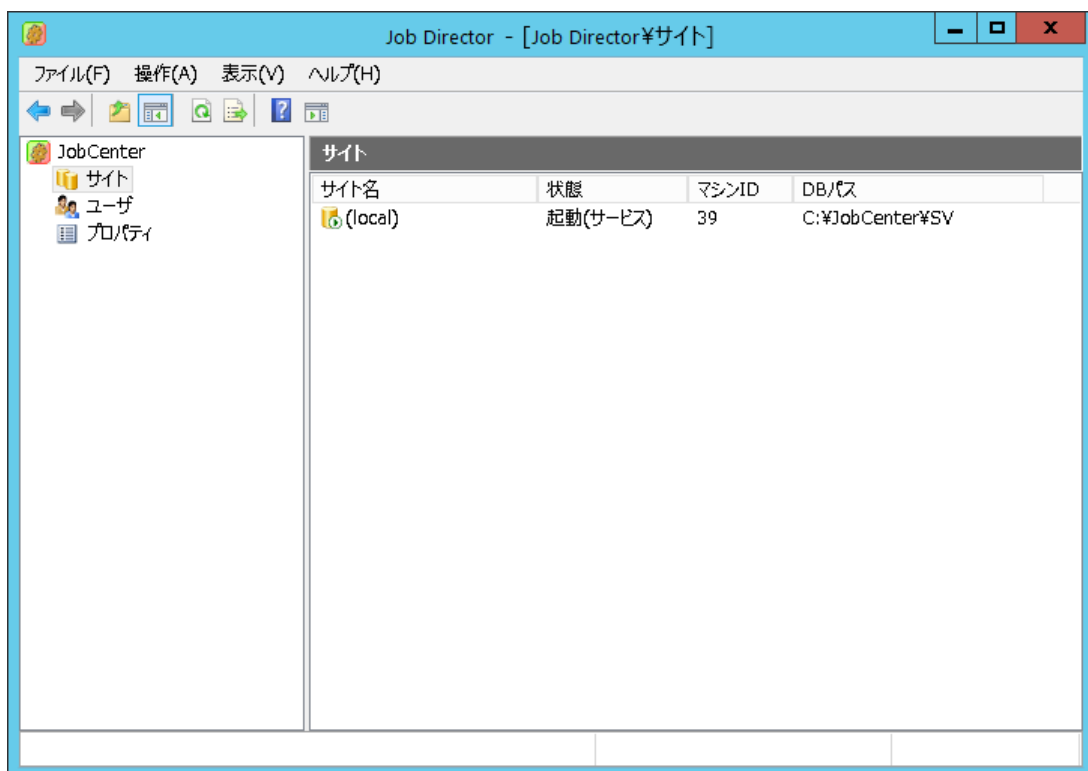 Job Director - [Job Director¥サイト]
ファイル(F) 操作(A) 表示(V) ヘルプ(H)
JobCenter
サイト
ユーザ
プロパティ
サイト
サイト名 状態 マシンID DBパス
(local) 起動(サービス) 39 C:¥JobCenter¥SV